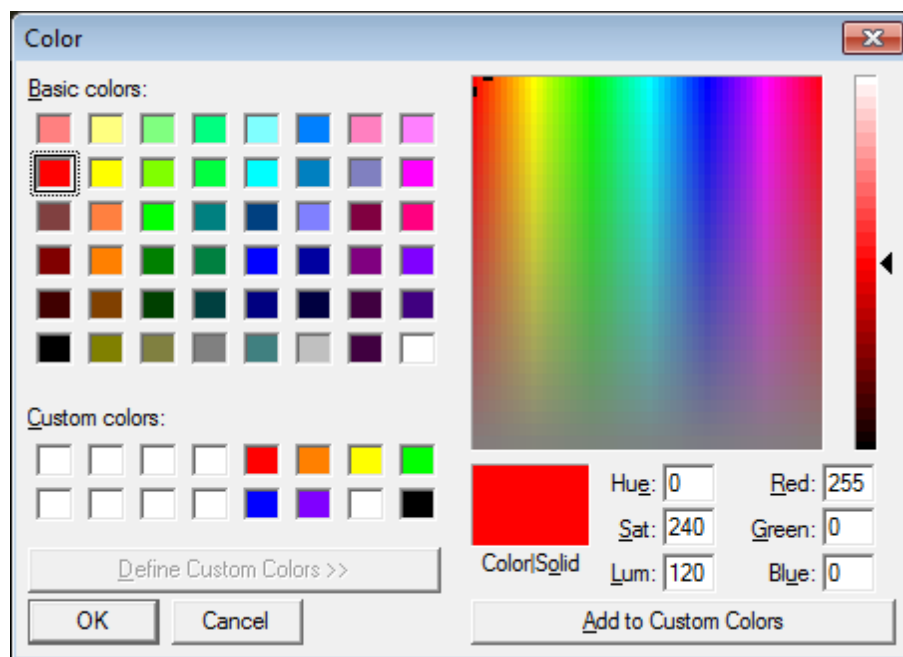 Color
Basic colors:
Custom colors:
Define Custom Colors >>
OK
Cancel
Color|Solid
Hue: 0
Sat: 240
Lum: 120
Red: 255
Green: 0
Blue: 0
Add to Custom Colors